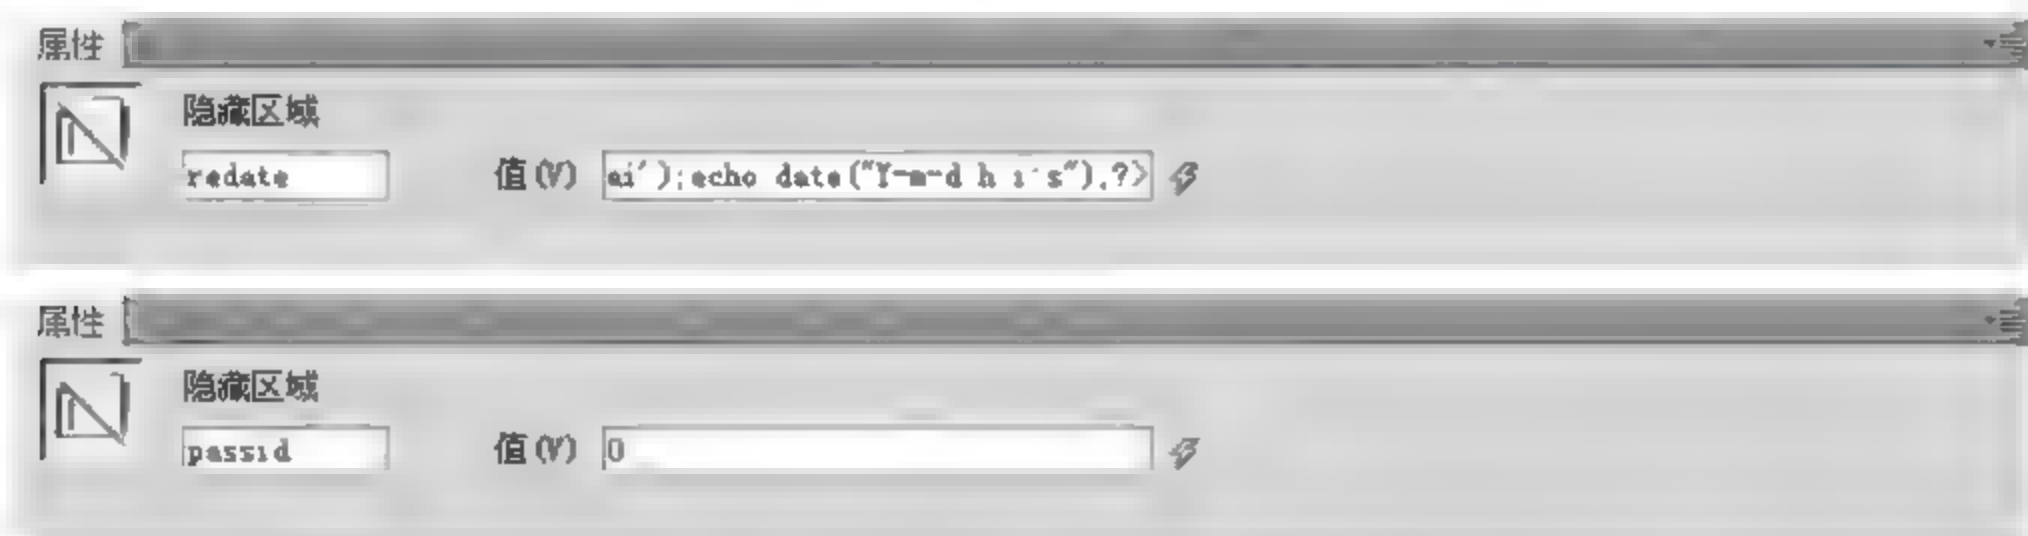 属性
隐藏区域
redate 值(V) ai');echo date("Y-m-d h:i:s");?>
属性
隐藏区域
passid 值(V) 0